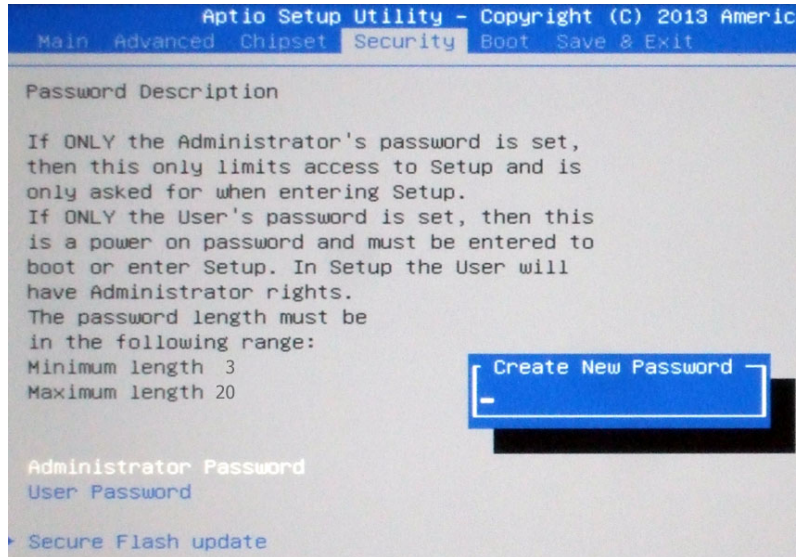 Aptio Setup Utility – Copyright (C) 2013 Americ
Main Advanced Chipset Security Boot Save & Exit
Password Description
If ONLY the Administrator's password is set,
then this only limits access to Setup and is
only asked for when entering Setup.
If ONLY the User's password is set, then this
is a power on password and must be entered to
boot or enter Setup. In Setup the User will
have Administrator rights.
The password length must be
in the following range:
Minimum length 3
Maximum length 20
Create New Password
Administrator Password
User Password
Secure Flash update